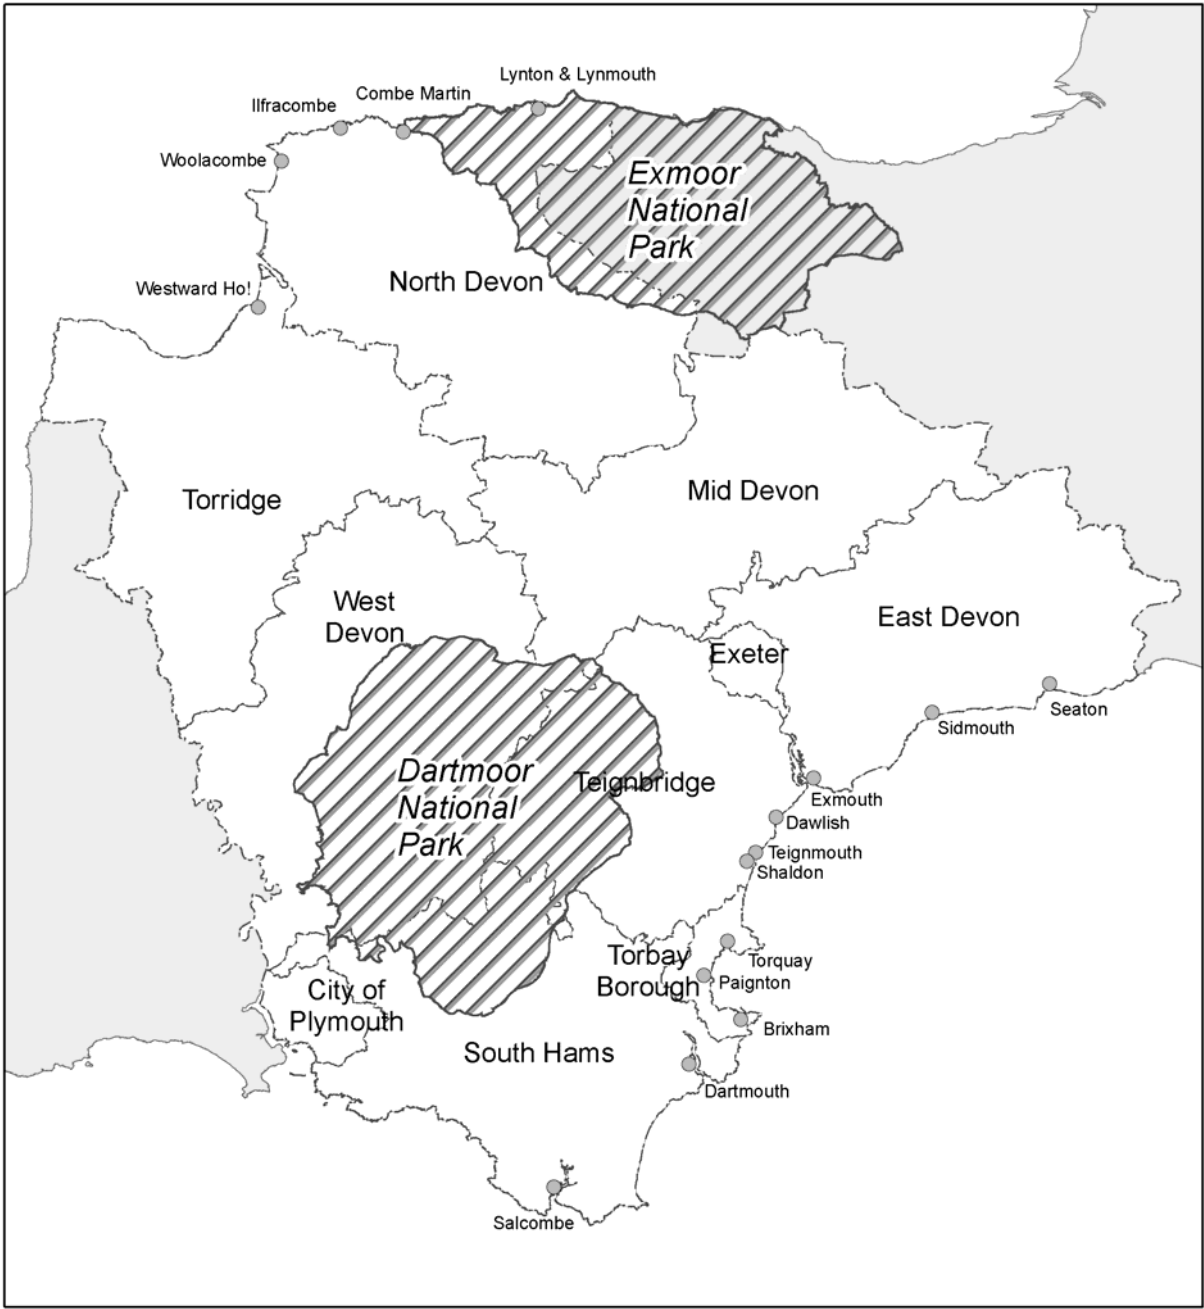 Lynton & Lynmouth
Combe Martin
Ilfracombe
Woolacombe
Exmoor
National
Park
North Devon
Westward Ho!
Mid Devon
Torridge
West
Devon
East Devon
Exeter
Seaton
Sidmouth
Dartmoor
National
Park
Teignbridge
Exmouth
Dawlish
Teignmouth
Shaldon
Torbay
Borough
Torquay
Paignton
City of
Plymouth
Brixham
South Hams
Dartmouth
Salcombe